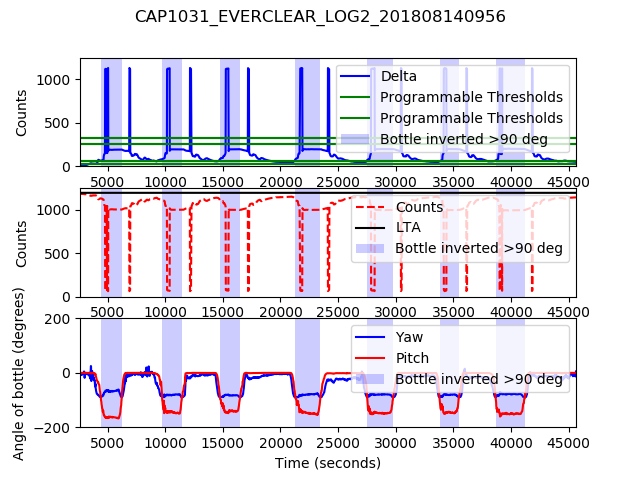 CAP1031_EVERCLEAR_LOG2_201808140956
1000
500
0
Counts
Delta
Programmable Thresholds
Programmable Thresholds
Bottle inverted >90 deg
5000 10000 15000 20000 25000 30000 35000 40000 45000
1000
500
0
Counts
Counts
LTA
Bottle inverted >90 deg
5000 10000 15000 20000 25000 30000 35000 40000 45000
200
0
−200
Angle of bottle (degrees)
Yaw
Pitch
Bottle inverted >90 deg
5000 10000 15000 20000 25000 30000 35000 40000 45000
Time (seconds)